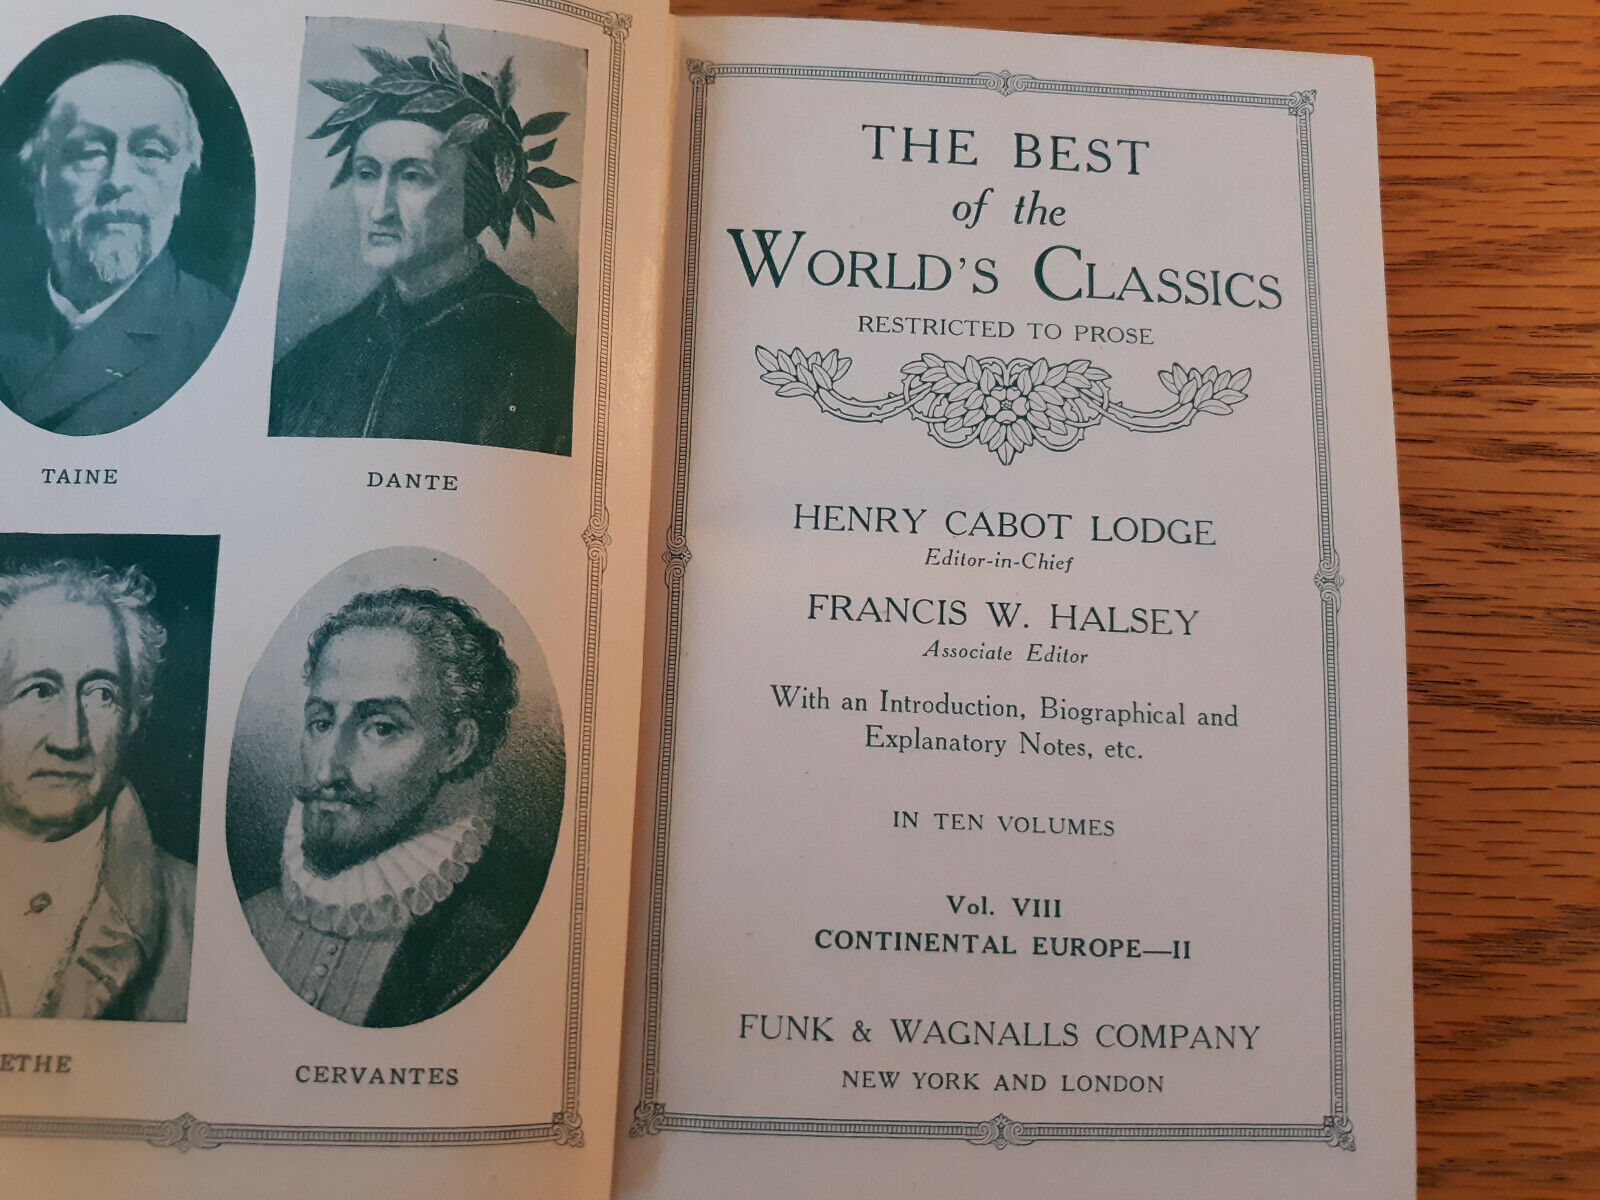 TAINE
DANTE
ETHE
CERVANTES
THE BEST
of the
WORLD'S CLASSICS
RESTRICTED TO PROSE
HENRY CABOT LODGE
Editor-in-Chief
FRANCIS W. HALSEY
Associate Editor
With an Introduction, Biographical and
Explanatory Notes, etc.
IN TEN VOLUMES
Vol. VIII
CONTINENTAL EUROPE—II
FUNK & WAGNALLS COMPANY
NEW YORK AND LONDON